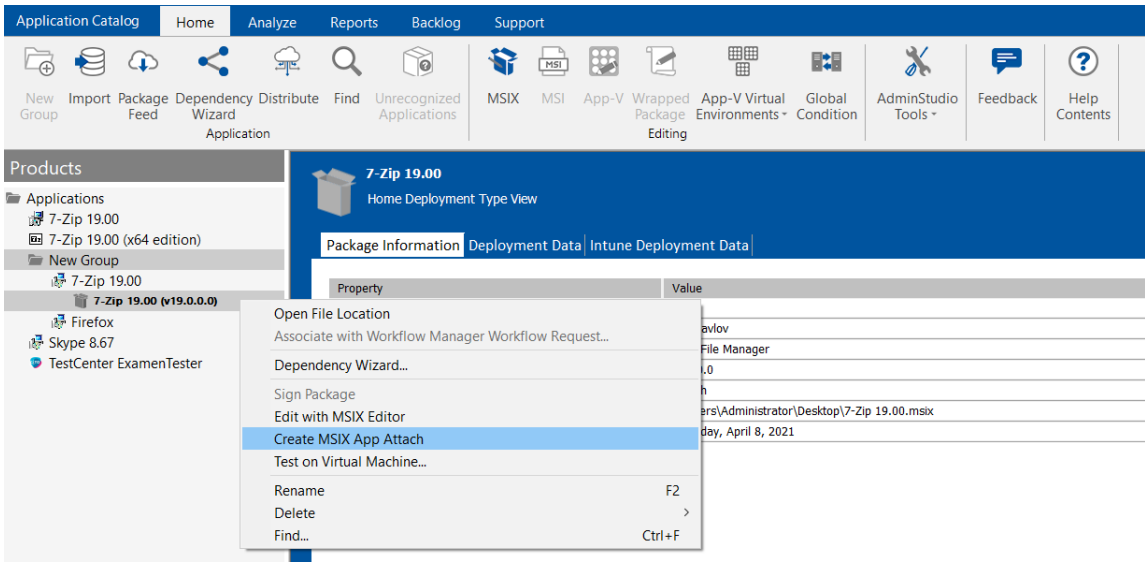 Application Catalog Home Analyze Reports Backlog Support
New Group
Import
Package Feed
Dependency Wizard
Distribute
Find
Unrecognized Applications
Application
MSIX
MSI
App-V
Wrapped Package
App-V Virtual Environments
Global Condition
Editing
AdminStudio Tools
Feedback
Help Contents
Products
Applications
7-Zip 19.00
7-Zip 19.00 (x64 edition)
New Group
7-Zip 19.00
7-Zip 19.00 (v19.0.0.0)
Firefox
Skype 8.67
TestCenter ExamenTester
7-Zip 19.00
Home Deployment Type View
Package Information Deployment Data Intune Deployment Data
Property Value
avlov
File Manager
.0
h
ers\Administrator\Desktop\7-Zip 19.00.msix
day, April 8, 2021
Open File Location
Associate with Workflow Manager Workflow Request...
Dependency Wizard...
Sign Package
Edit with MSIX Editor
Create MSIX App Attach
Test on Virtual Machine...
Rename F2
Delete
Find... Ctrl+F